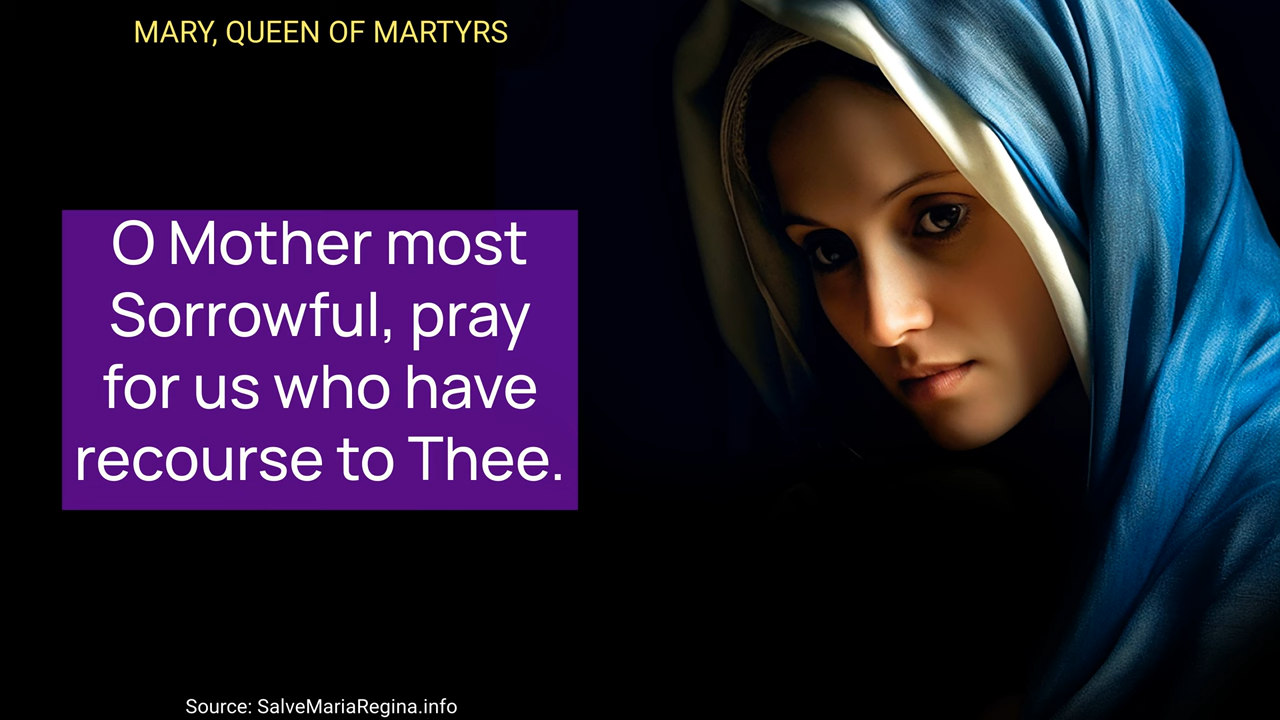 MARY, QUEEN OF MARTYRS
O Mother most
Sorrowful, pray
for us who have
recourse to Thee.
Source: SalveMariaRegina.info